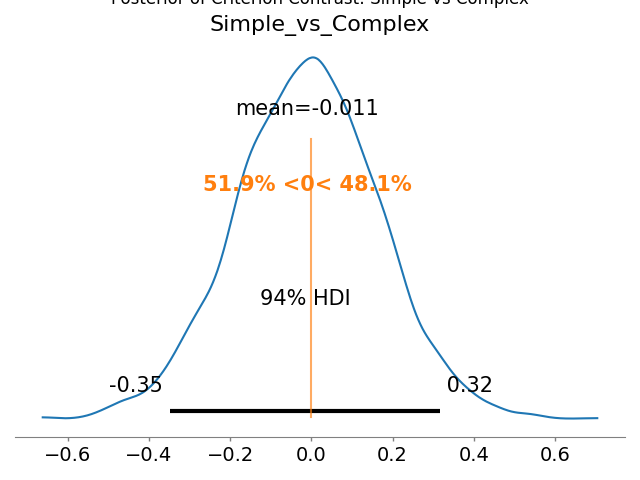 Posterior of Criterion Contrast: Simple vs Complex
Simple_vs_Complex
mean=-0.011
51.9% <0< 48.1%
94% HDI
-0.35 0.32
−0.6 −0.4 −0.2 0.0 0.2 0.4 0.6